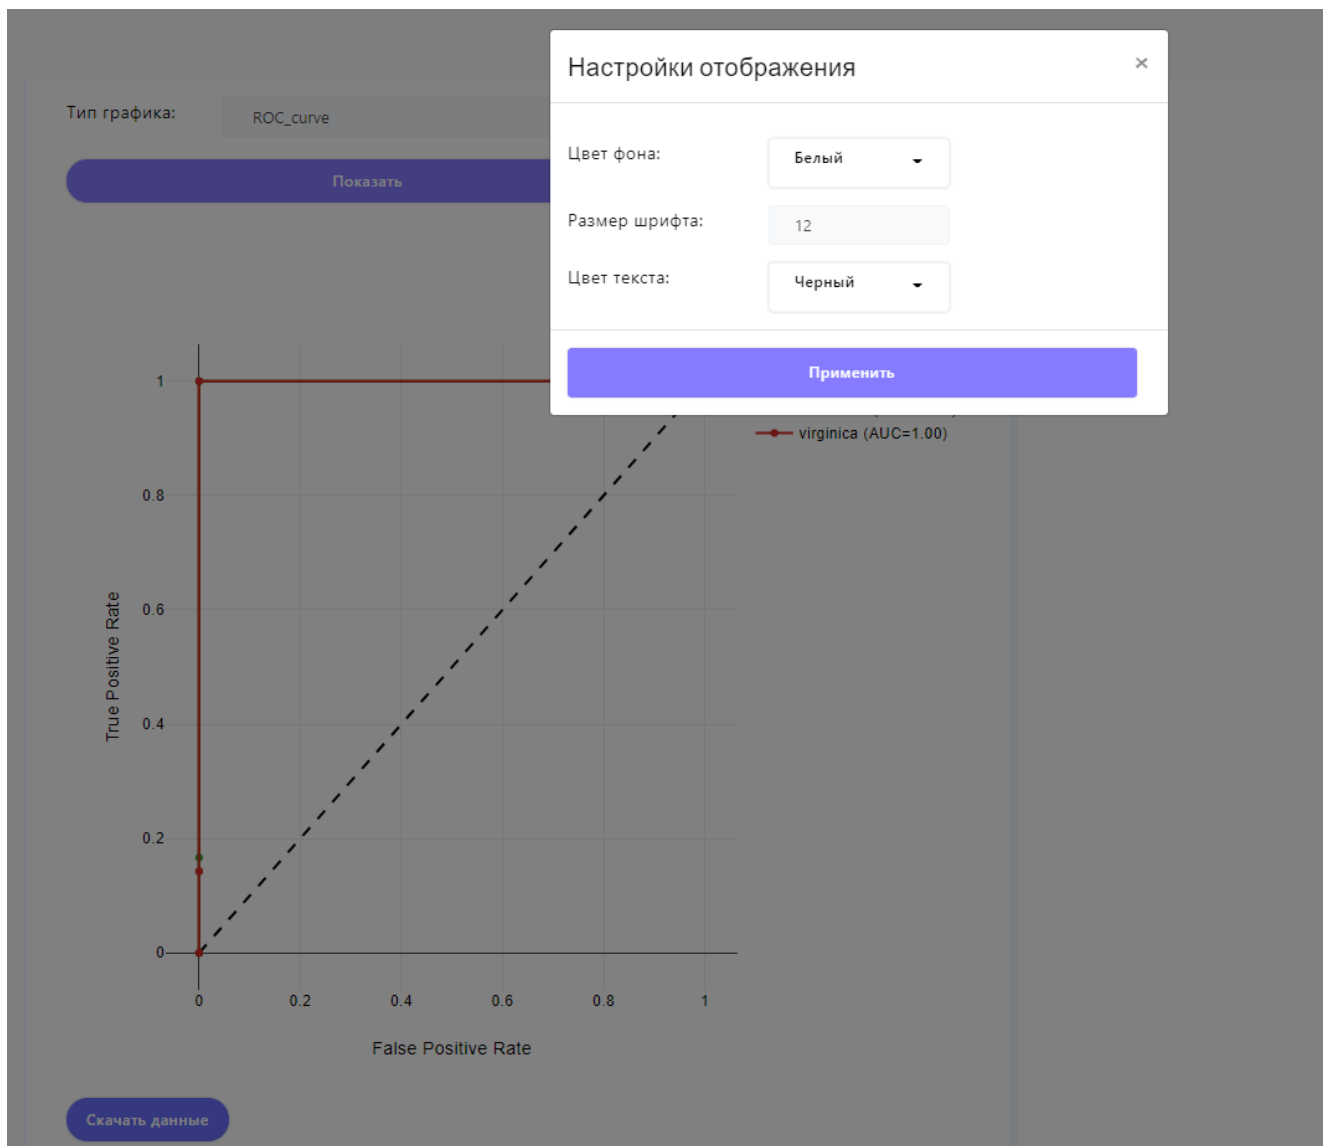 Настройки отображения
×
Тип графика:
ROC_curve
Показать
Цвет фона:
Белый
Размер шрифта:
12
Цвет текста:
Черный
Применить
virginica (AUC=1.00)
1
0.8
0.6
0.4
0.2
0
True Positive Rate
0
0.2
0.4
0.6
0.8
1
False Positive Rate
Скачать данные